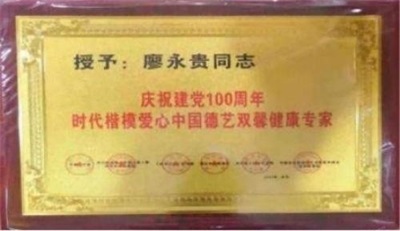 授予：廖永贵同志
庆祝建党100周年
时代楷模爱心中国德艺双馨健康专家